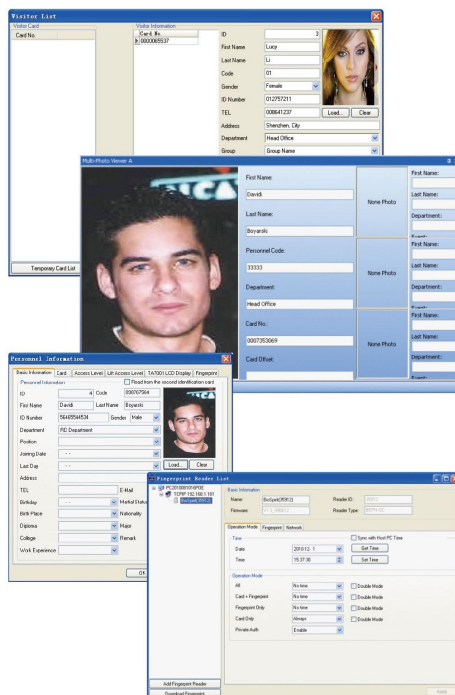 Visitor List
Visitor Card
Visitor Information
Card No.
Card No.
0000065537
ID 3
First Name Lucy
Last Name Li
Code 01
Gender Female
ID Number 012757211
TEL 008641237 Load... Clear
Address Shenzhen, City
Department Head Office
Group Group Name
Temporary Card List
Multi-Photo Viewer A
First Name:
Davidi
Last Name:
Boyarski
Personnel Code:
33333
Department:
Head Office
Card No.:
0007353069
Card Offset:
None Photo
First Name:
Last Name:
Department:
Event:
None Photo
First Name:
Last Name:
Department:
Event:
None Photo
First Name:
Last Name:
Department:
Personnel Information
Basic Information Card Access Level Lift Access Level TA7001 LCD Display Fingerprint
Personnel Information Read from the second identification card
ID 4 Code
First Name Davidi Last Name Boyarski
ID Number 56465544534 Gender Male
Department RD Department
Position
Joining Date
Last Day Load... Clear
Address
TEL E-Mail
Birthday Martial Status
Birth Place Nationality
Diploma Major
College Remark
Work Experience
OK
Fingerprint Reader List
TCP/IP:192.168.1.181
Basic Information
Name: Reader ID:
Firmware: Reader Type:
Operation Mode Fingerprint Network
Time Sync with Host PC Time
Date 2010-12- 1 Get Time
Time 15:37:30 Set Time
Operation Mode
All No time Double Mode
Card + Fingerprint No time Double Mode
Fingerprint Only No time Double Mode
Card Only Always Double Mode
Private Auth Enable
Add Fingerprint Reader
Download Fingerprint
Apply